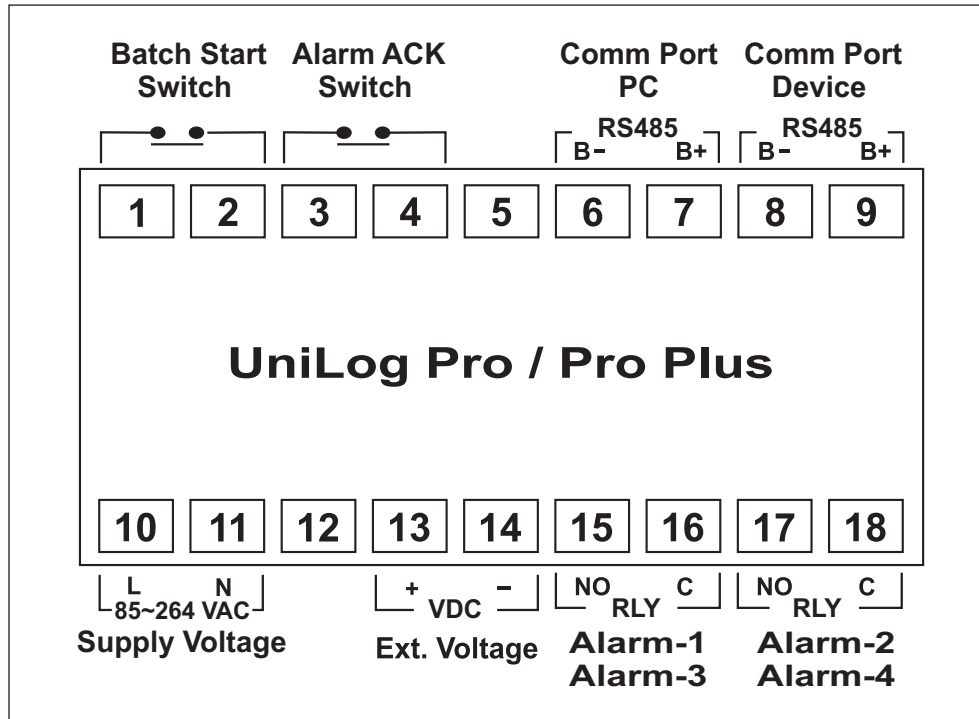 Batch Start Switch
Alarm ACK Switch
Comm Port PC
Comm Port Device
RS485
B- B+
RS485
B- B+
1 2 3 4 5 6 7 8 9
UniLog Pro / Pro Plus
10 11 12 13 14 15 16 17 18
L N
85~264 VAC
Supply Voltage
+ -
VDC
Ext. Voltage
NO C
RLY
Alarm-1
Alarm-3
NO C
RLY
Alarm-2
Alarm-4